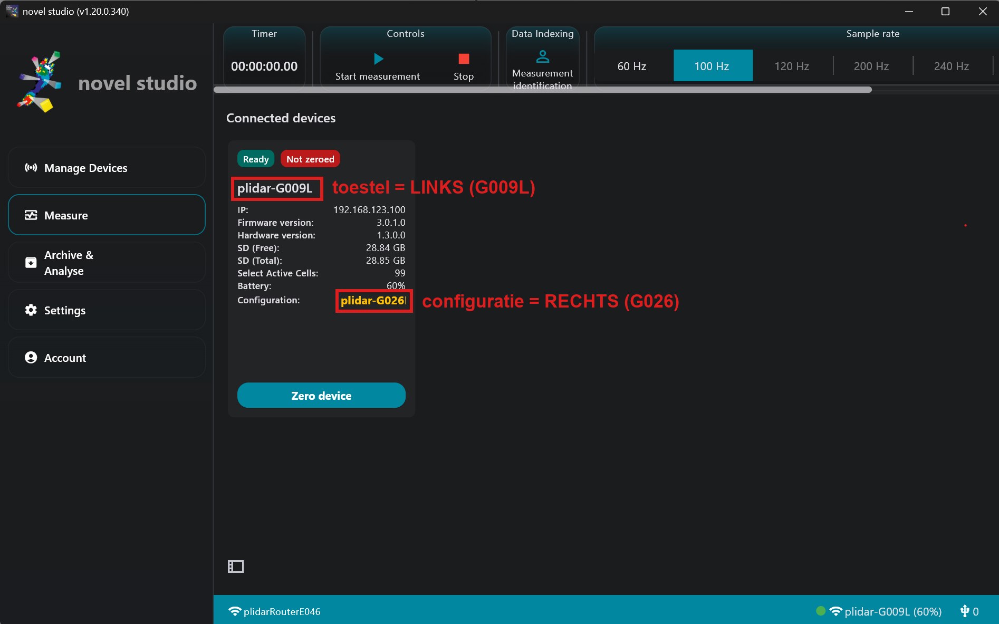 novel studio (v1.20.0.340)
novel studio
Manage Devices
Measure
Archive &
Analyse
Settings
Account
Timer
00:00:00.00
Controls
Start measurement
Stop
Data Indexing
Measurement
identification
Sample rate
60 Hz
100 Hz
120 Hz
200 Hz
240 Hz
Connected devices
Ready
Not zeroed
plidar-G009L
toestel = LINKS (G009L)
IP: 192.168.123.100
Firmware version: 3.0.1.0
Hardware version: 1.3.0.0
SD (Free): 28.84 GB
SD (Total): 28.85 GB
Select Active Cells: 99
Battery: 60%
Configuration: plidar-G026
configuratie = RECHTS (G026)
Zero device
plidarRouterE046
plidar-G009L (60%)
0